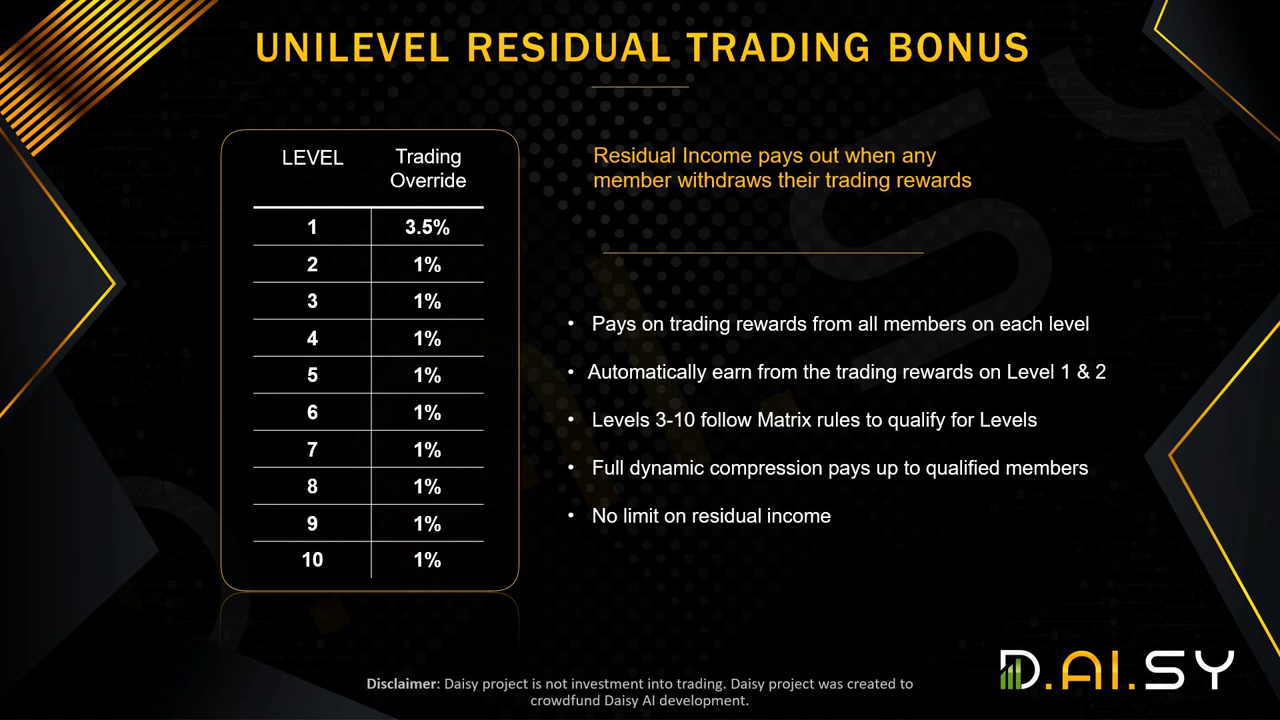 UNILEVEL RESIDUAL TRADING BONUS
LEVEL Trading
Override
1 3.5%
2 1%
3 1%
4 1%
5 1%
6 1%
7 1%
8 1%
9 1%
10 1%
Residual Income pays out when any
member withdraws their trading rewards
• Pays on trading rewards from all members on each level
• Automatically earn from the trading rewards on Level 1 & 2
• Levels 3-10 follow Matrix rules to qualify for Levels
• Full dynamic compression pays up to qualified members
• No limit on residual income
Disclaimer: Daisy project is not investment into trading. Daisy project was created to
crowdfund Daisy AI development.
D.AI.SY